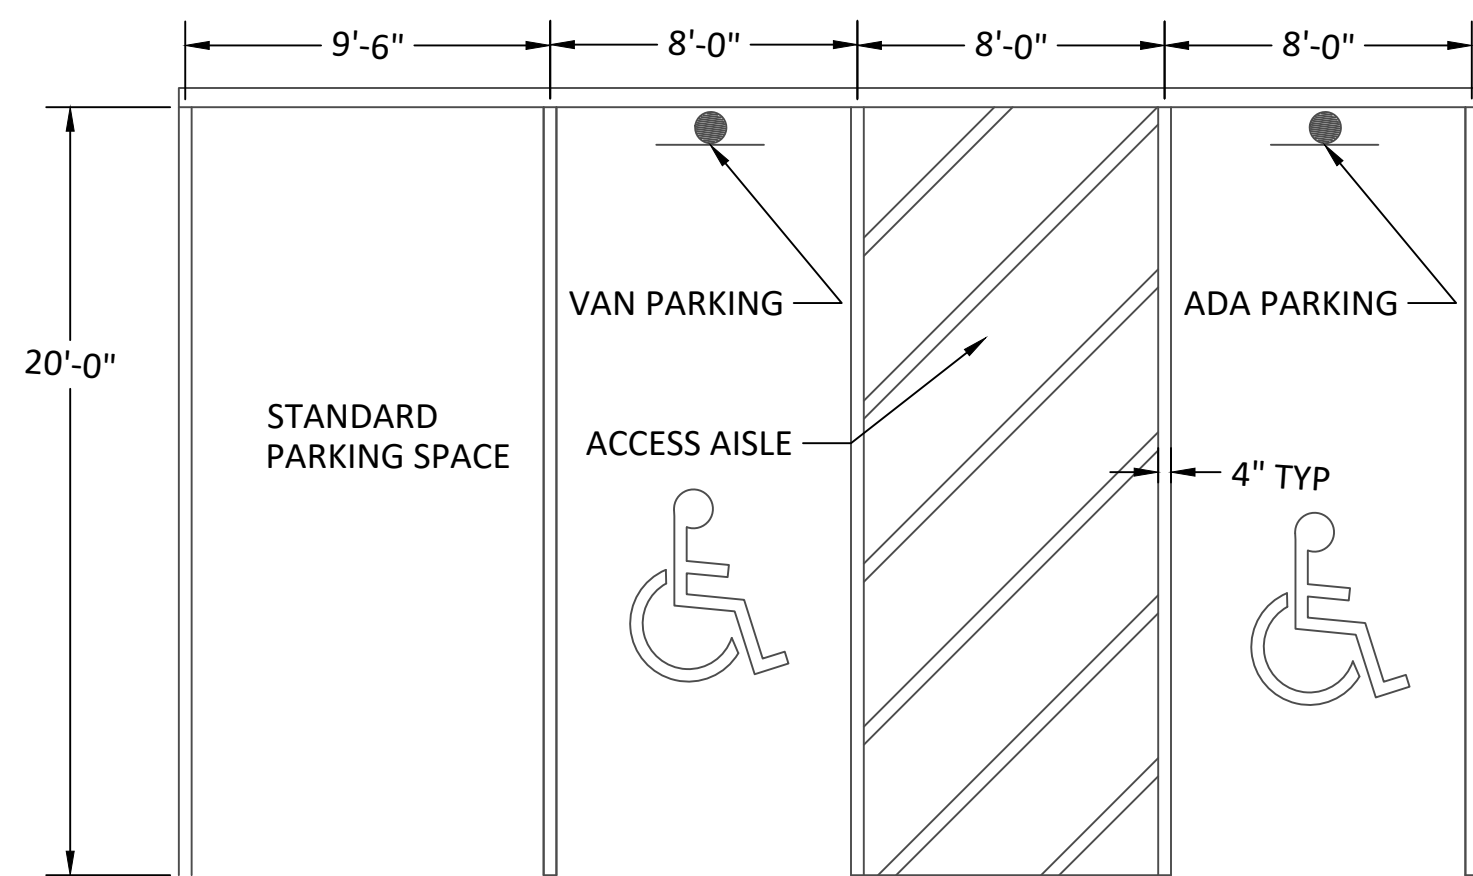 9'-6"
8'-0"
8'-0"
8'-0"
VAN PARKING
ADA PARKING
20'-0"
STANDARD
PARKING SPACE
ACCESS AISLE
4" TYP